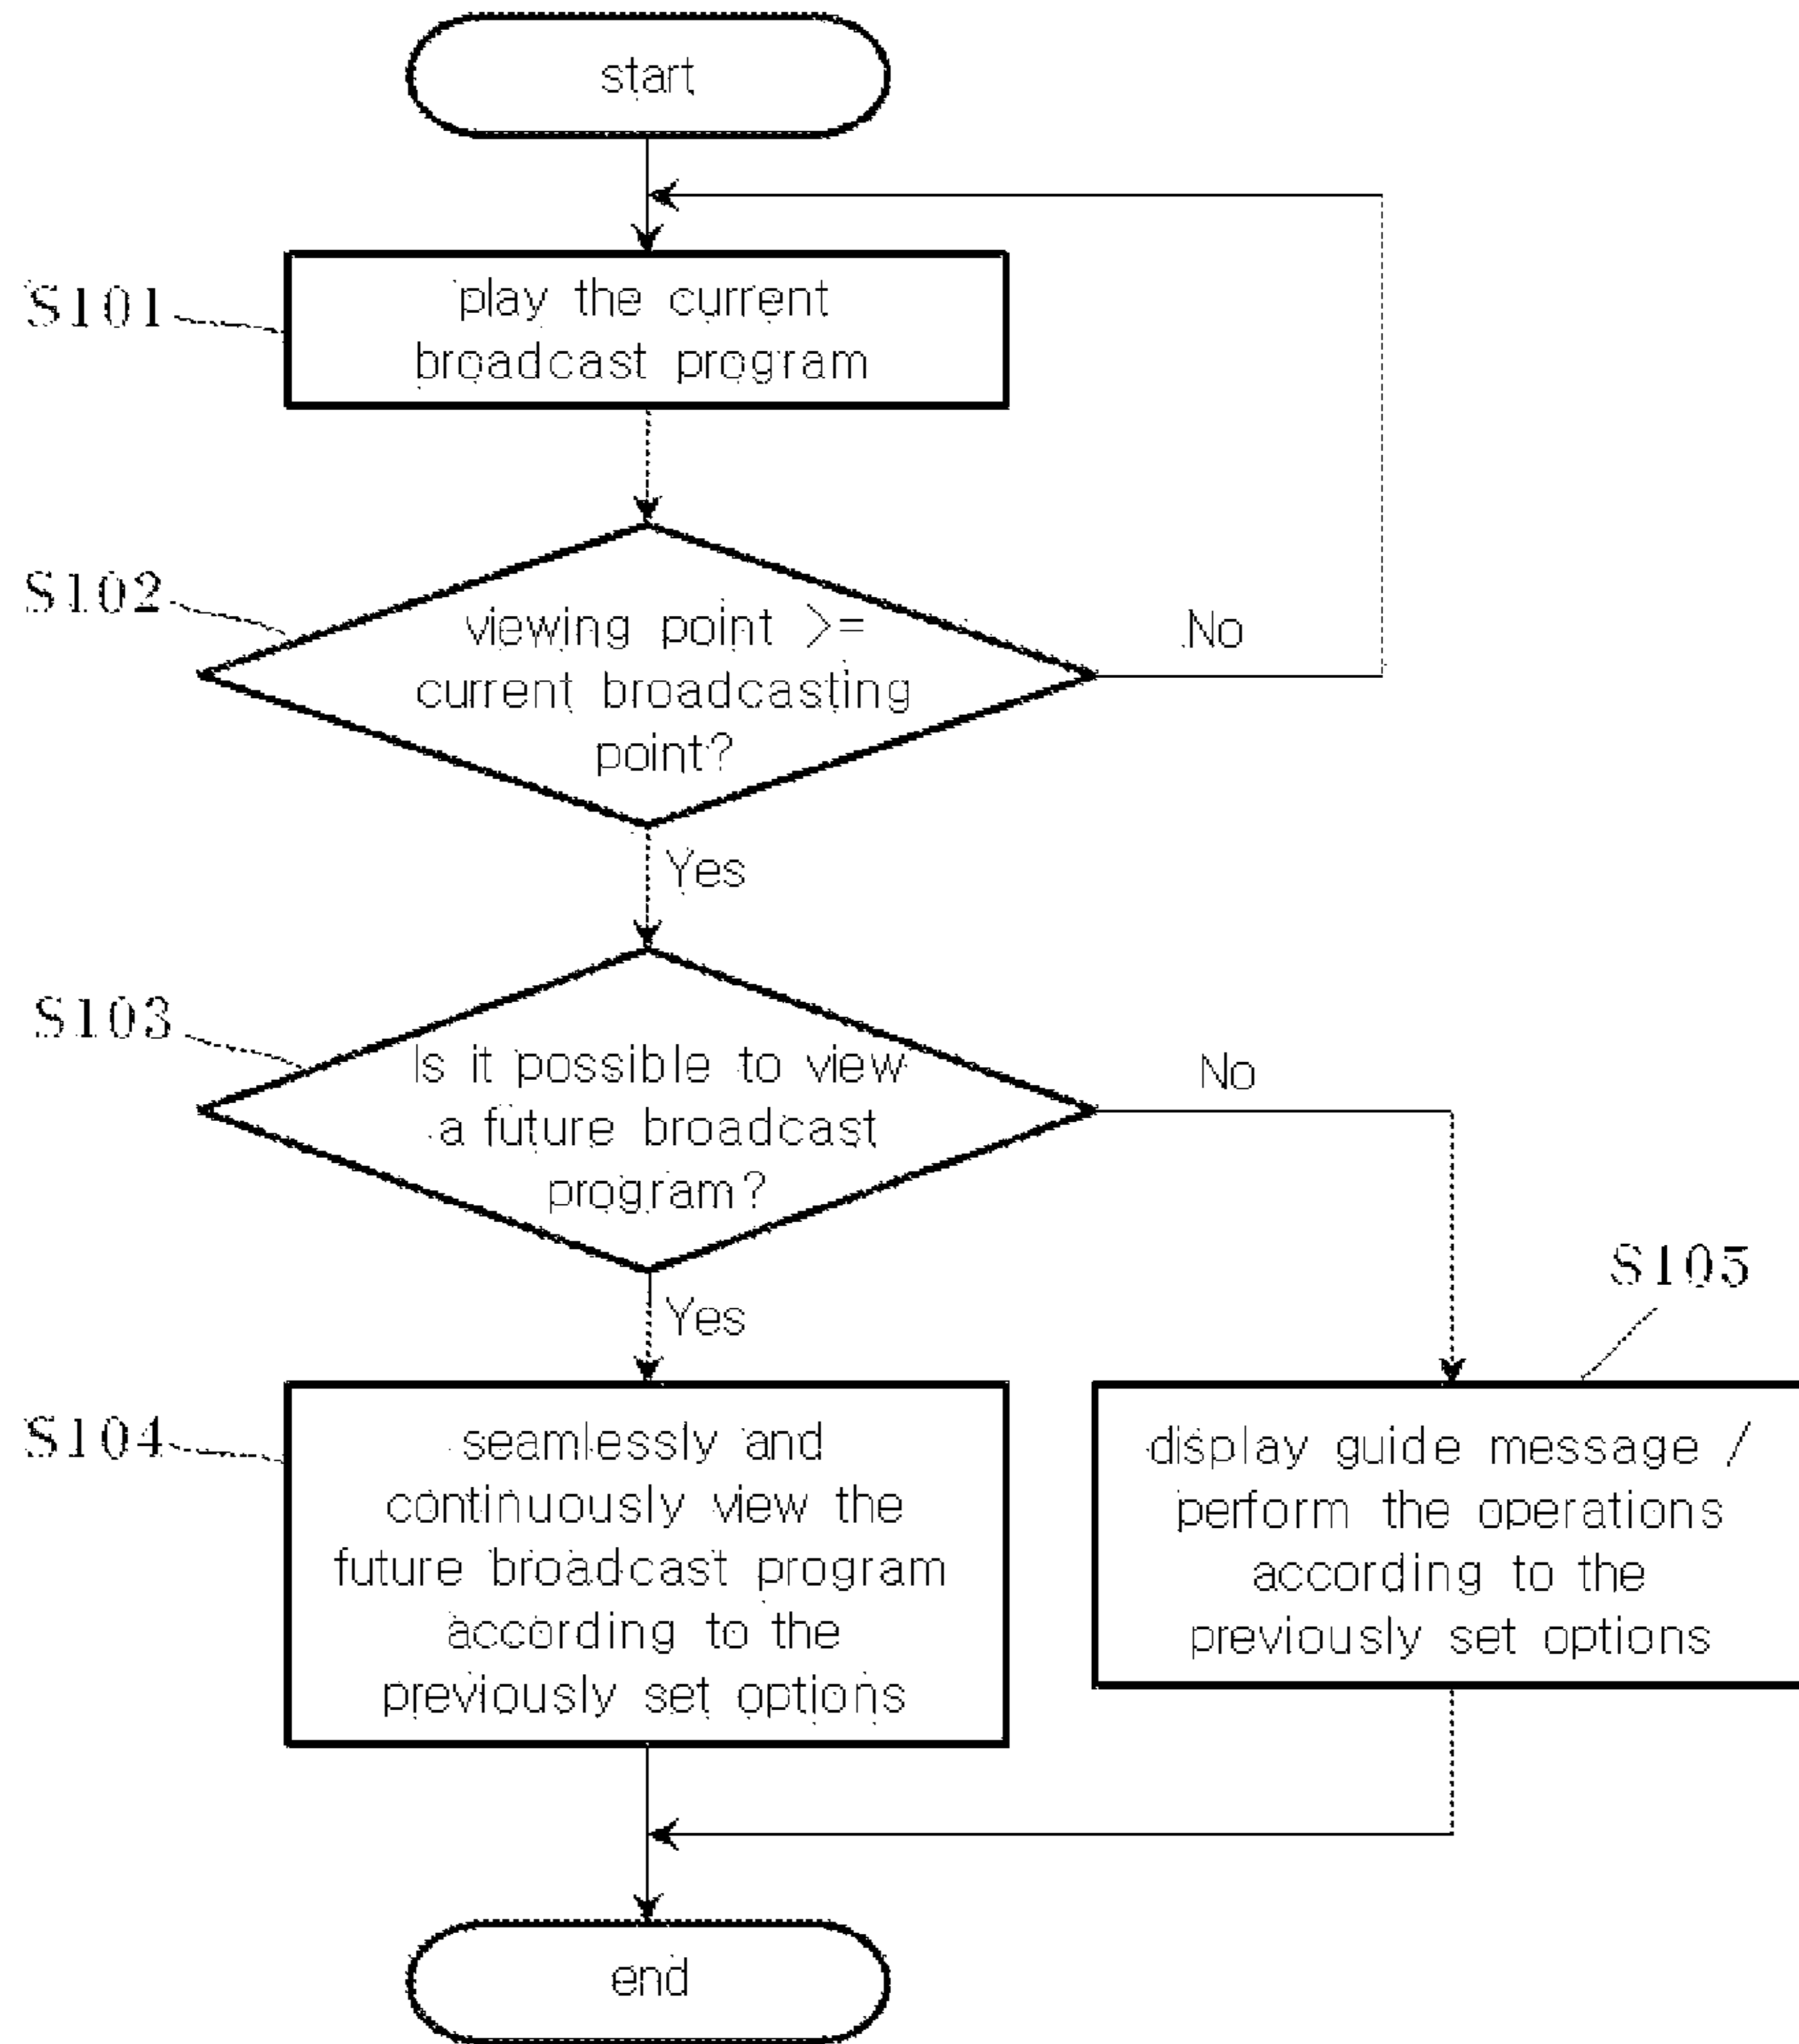 start
S101
play the current
broadcast program
S102
viewing point >=
current broadcasting
point?
No
Yes
S103
Is it possible to view
a future broadcast
program?
No
Yes
S104
seamlessly and
continuously view the
future broadcast program
according to the
previously set options
S105
display guide message /
perform the operations
according to the
previously set options
end